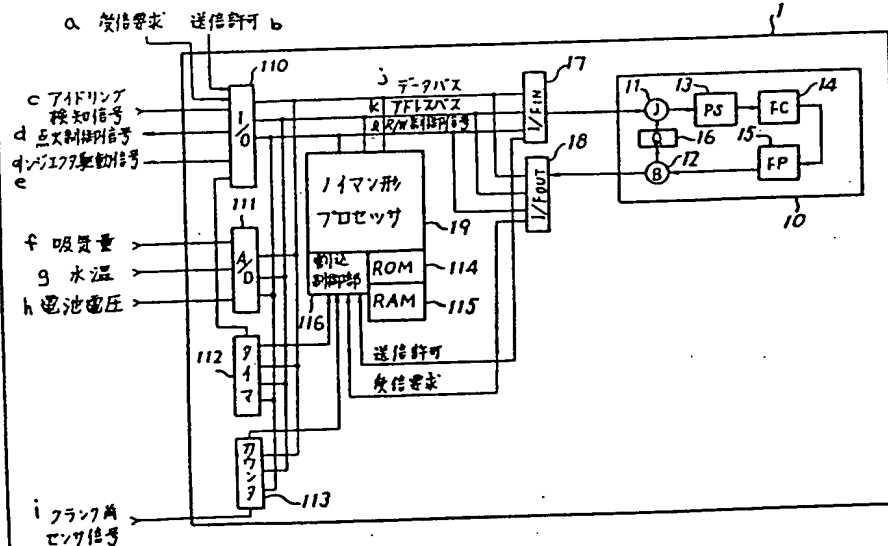 a 受信要求 送信許可 b
1
c アイドリング
検知信号
d 点火制御信号
dンジエクタ駆動信号
e
f 吸気量
g 水温
h 電池電圧
i クランク角
センサ信号
110
I/O
111
A/D
112
タイマ
カウンタ
113
j データバス
k アドレスバス
l R/W制御信号
ノイマン形
プロセッサ
19
割込
制御部
116
ROM
114
RAM
115
送信許可
受信要求
17
I/F IN
18
I/F OUT
11
J
13
PS
14
FC
16
Q
12
B
15
FP
10